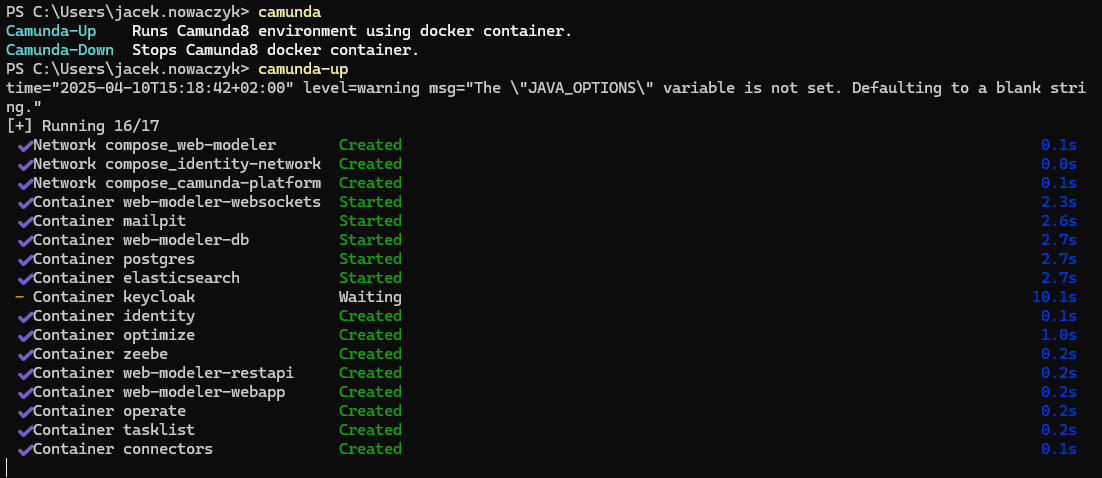 PS C:\Users\jacek.nowaczyk> camunda
Camunda-Up    Runs Camunda8 environment using docker container.
Camunda-Down  Stops Camunda8 docker container.
PS C:\Users\jacek.nowaczyk> camunda-up
time="2025-04-10T15:18:42+02:00" level=warning msg="The \"JAVA_OPTIONS\" variable is not set. Defaulting to a blank stri
ng."
[+] Running 16/17
✔Network compose_web-modeler       Created 0.1s
✔Network compose_identity-network  Created 0.0s
✔Network compose_camunda-platform  Created 0.1s
✔Container web-modeler-websockets  Started 2.3s
✔Container mailpit                 Started 2.6s
✔Container web-modeler-db          Started 2.7s
✔Container postgres                Started 2.7s
✔Container elasticsearch           Started 2.7s
- Container keycloak                Waiting 10.1s
✔Container identity                Created 0.1s
✔Container optimize                Created 1.0s
✔Container zeebe                   Created 0.2s
✔Container web-modeler-restapi     Created 0.2s
✔Container web-modeler-webapp      Created 0.2s
✔Container operate                 Created 0.2s
✔Container tasklist                Created 0.2s
✔Container connectors              Created 0.1s